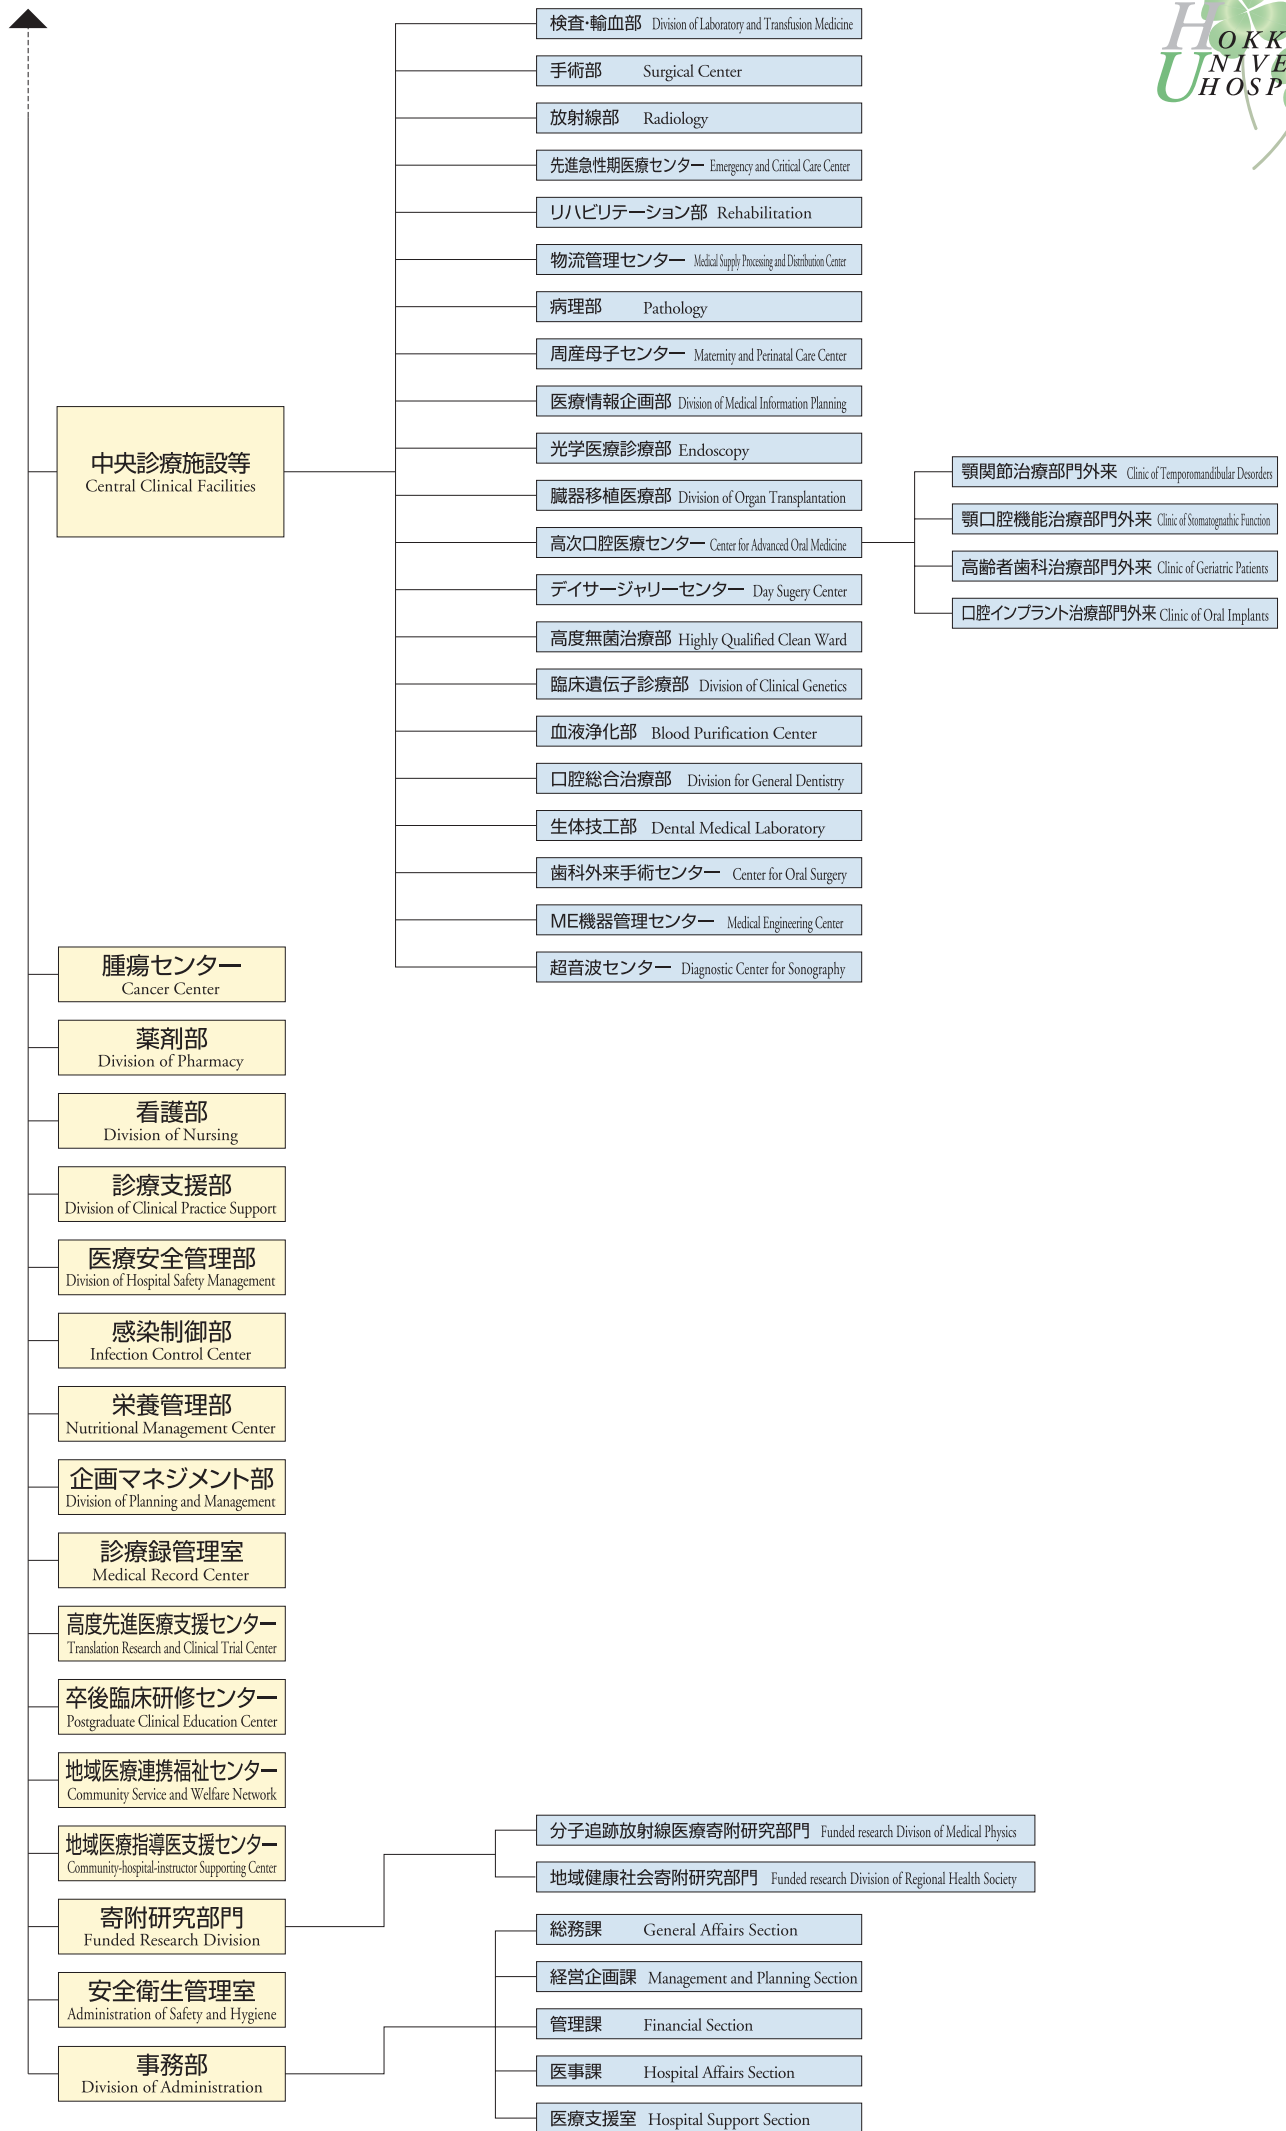 HOKK
UNIVE
HOSP
検査・輸血部 Division of Laboratory and Transfusion Medicine
手術部 Surgical Center
放射線部 Radiology
先進急性期医療センター Emergency and Critical Care Center
リハビリテーション部 Rehabilitation
物流管理センター Medical Supply Processing and Distribution Center
病理部 Pathology
周産母子センター Maternity and Perinatal Care Center
医療情報企画部 Division of Medical Information Planning
光学医療診療部 Endoscopy
臓器移植医療部 Division of Organ Transplantation
高次口腔医療センター Center for Advanced Oral Medicine
デイサージャリーセンター Day Sugery Center
高度無菌治療部 Highly Qualified Clean Ward
臨床遺伝子診療部 Division of Clinical Genetics
血液浄化部 Blood Purification Center
口腔総合治療部 Division for General Dentistry
生体技工部 Dental Medical Laboratory
歯科外来手術センター Center for Oral Surgery
ME機器管理センター Medical Engineering Center
超音波センター Diagnostic Center for Sonography
顎関節治療部門外来 Clinic of Temporomandibular Desorders
顎口腔機能治療部門外来 Clinic of Stomatognathic Function
高齢者歯科治療部門外来 Clinic of Geriatric Patients
口腔インプラント治療部門外来 Clinic of Oral Implants
中央診療施設等
Central Clinical Facilities
腫瘍センター
Cancer Center
薬剤部
Division of Pharmacy
看護部
Division of Nursing
診療支援部
Division of Clinical Practice Support
医療安全管理部
Division of Hospital Safety Management
感染制御部
Infection Control Center
栄養管理部
Nutritional Management Center
企画マネジメント部
Division of Planning and Management
診療録管理室
Medical Record Center
高度先進医療支援センター
Translation Research and Clinical Trial Center
卒後臨床研修センター
Postgraduate Clinical Education Center
地域医療連携福祉センター
Community Service and Welfare Network
地域医療指導医支援センター
Community-hospital-instructor Supporting Center
寄附研究部門
Funded Research Division
安全衛生管理室
Administration of Safety and Hygiene
事務部
Division of Administration
分子追跡放射線医療寄附研究部門 Funded research Divison of Medical Physics
地域健康社会寄附研究部門 Funded research Division of Regional Health Society
総務課 General Affairs Section
経営企画課 Management and Planning Section
管理課 Financial Section
医事課 Hospital Affairs Section
医療支援室 Hospital Support Section